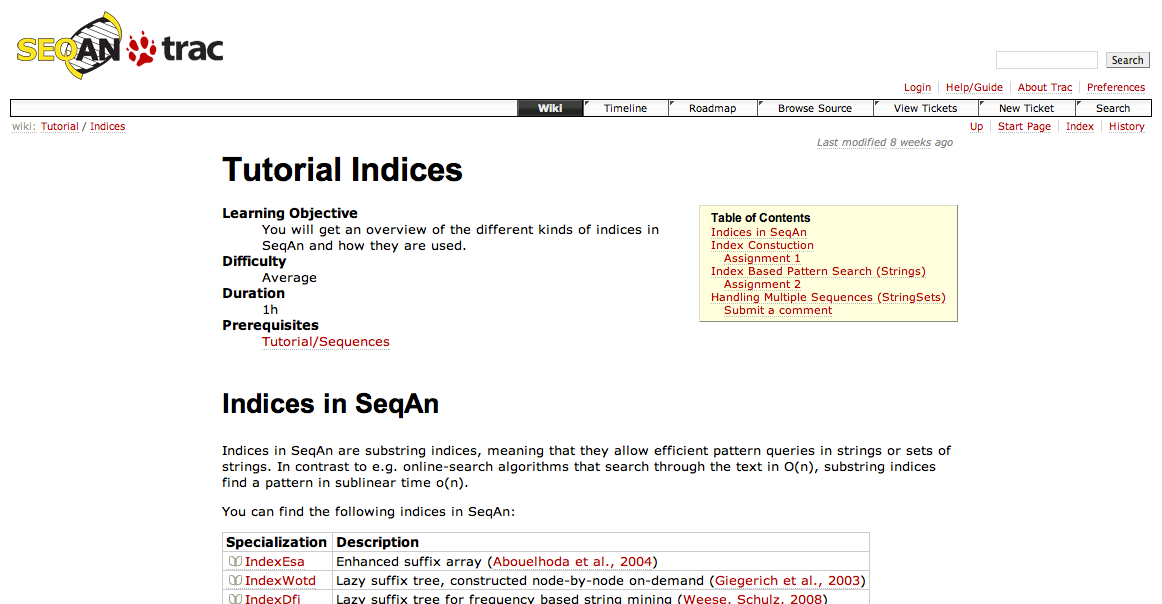 SEQAN trac
Search
Login Help/Guide About Trac Preferences
Wiki Timeline Roadmap Browse Source View Tickets New Ticket Search
wiki: Tutorial / Indices
Up Start Page Index History
Last modified 8 weeks ago
Tutorial Indices
Learning Objective
You will get an overview of the different kinds of indices in
SeqAn and how they are used.
Difficulty
Average
Duration
1h
Prerequisites
Tutorial/Sequences
Table of Contents
Indices in SeqAn
Index Constuction
Assignment 1
Index Based Pattern Search (Strings)
Assignment 2
Handling Multiple Sequences (StringSets)
Submit a comment
Indices in SeqAn
Indices in SeqAn are substring indices, meaning that they allow efficient pattern queries in strings or sets of
strings. In contrast to e.g. online-search algorithms that search through the text in O(n), substring indices
find a pattern in sublinear time o(n).
You can find the following indices in SeqAn:
Specialization Description
IndexEsa Enhanced suffix array (Abouelhoda et al., 2004)
IndexWotd Lazy suffix tree, constructed node-by-node on-demand (Giegerich et al., 2003)
IndexDfi Lazy suffix tree for frequency based string mining (Weese, Schulz, 2008)